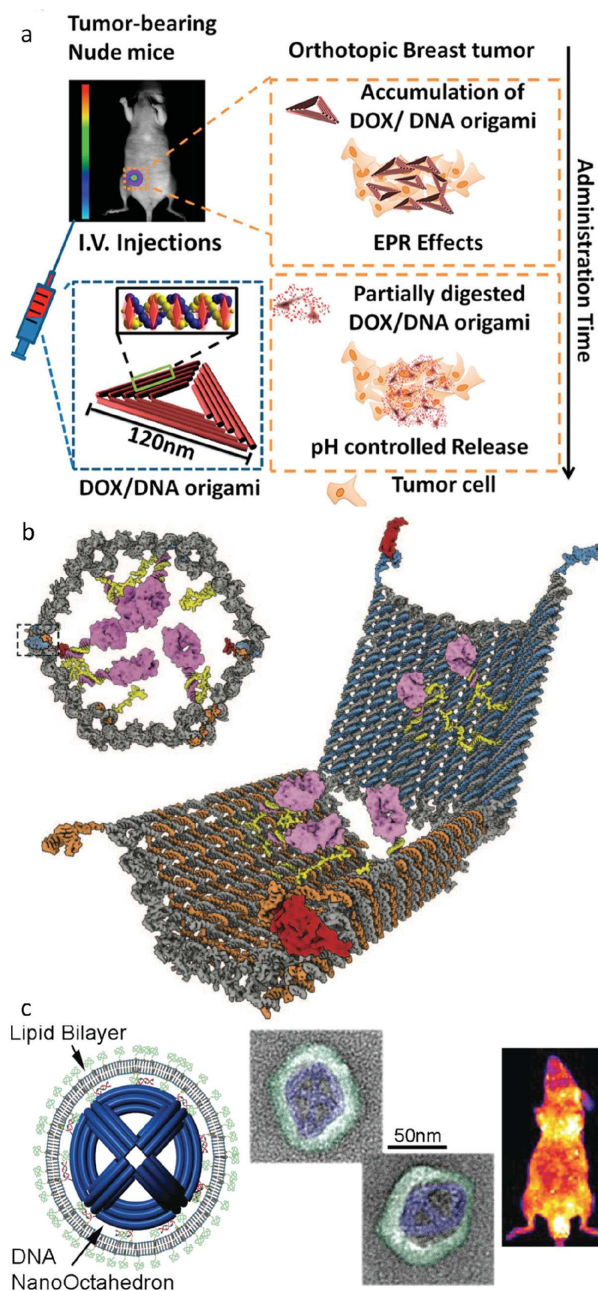 a
Tumor-bearing
Nude mice
I.V. Injections
120nm
DOX/DNA origami
Orthotopic Breast tumor
Accumulation of
DOX/ DNA origami
EPR Effects
Partially digested
DOX/DNA origami
pH controlled Release
Tumor cell
Administration Time
b
c
Lipid Bilayer
DNA
NanoOctahedron
50nm